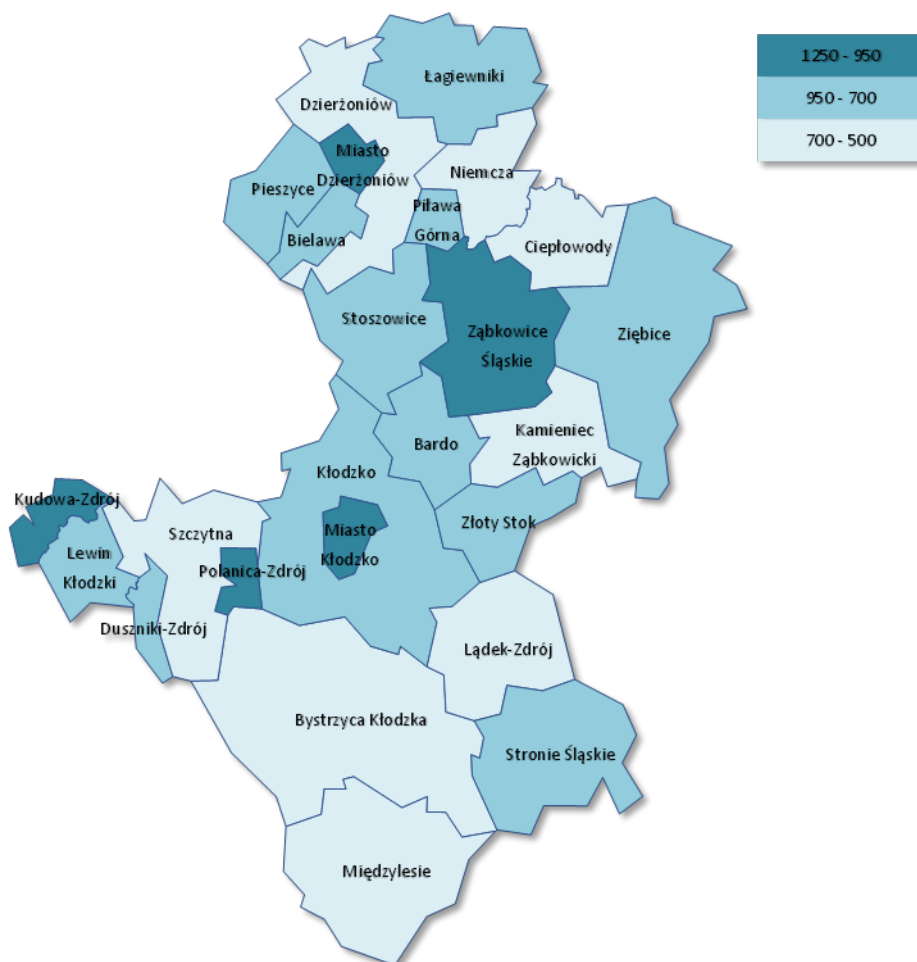 1250 - 950
950 - 700
700 - 500
Łagiewniki
Dzierżoniów
Miasto
Dzierżoniów
Niemcza
Pieszyce
Piława
Górna
Bielawa
Ciepłowody
Stoszowice
Ząbkowice
Śląskie
Ziębice
Kamieniec
Ząbkowicki
Bardo
Kłodzko
Kudowa-Zdrój
Złoty Stok
Szczytna
Miasto
Kłodzko
Lewin
Kłodzki
Polanica-Zdrój
Duszniki-Zdrój
Lądek-Zdrój
Bystrzyca Kłodzka
Stronie Śląskie
Międzylesie